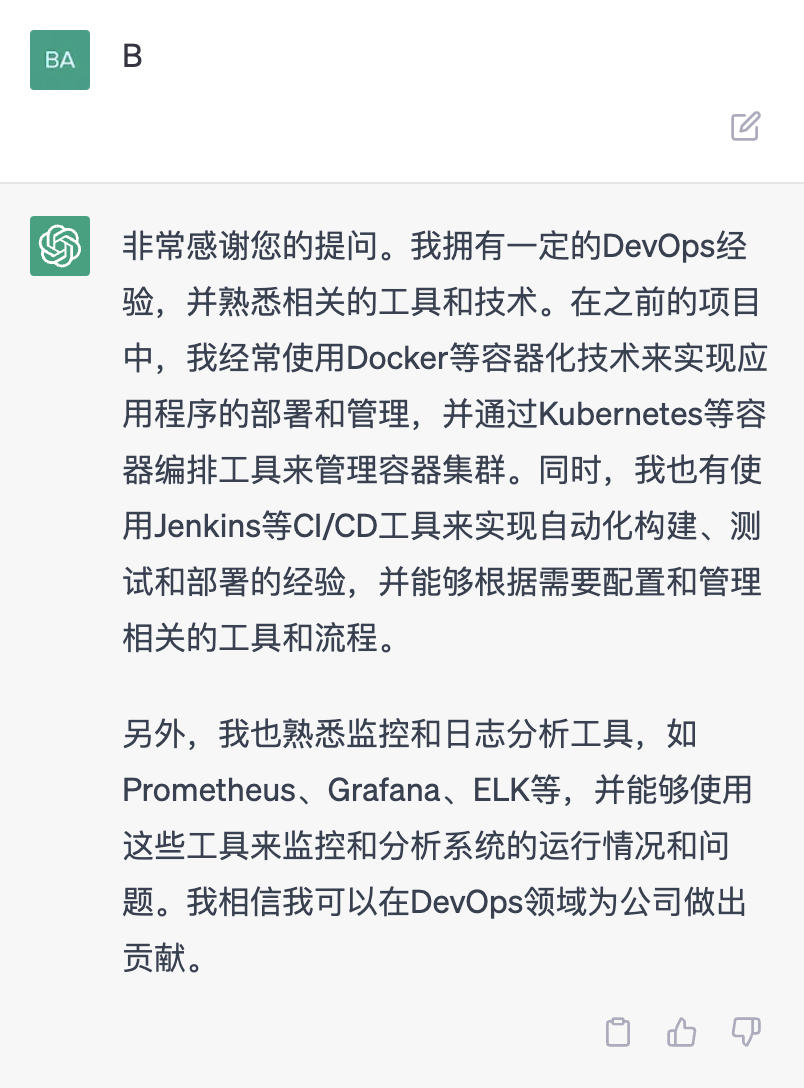 BA
B
非常感谢您的提问。我拥有一定的DevOps经
验，并熟悉相关的工具和技术。在之前的项目
中，我经常使用Docker等容器化技术来实现应
用程序的部署和管理，并通过Kubernetes等容
器编排工具来管理容器集群。同时，我也有使
用Jenkins等CI/CD工具来实现自动化构建、测
试和部署的经验，并能够根据需要配置和管理
相关的工具和流程。
另外，我也熟悉监控和日志分析工具，如
Prometheus、Grafana、ELK等，并能够使用
这些工具来监控和分析系统的运行情况和问
题。我相信我可以在DevOps领域为公司做出
贡献。